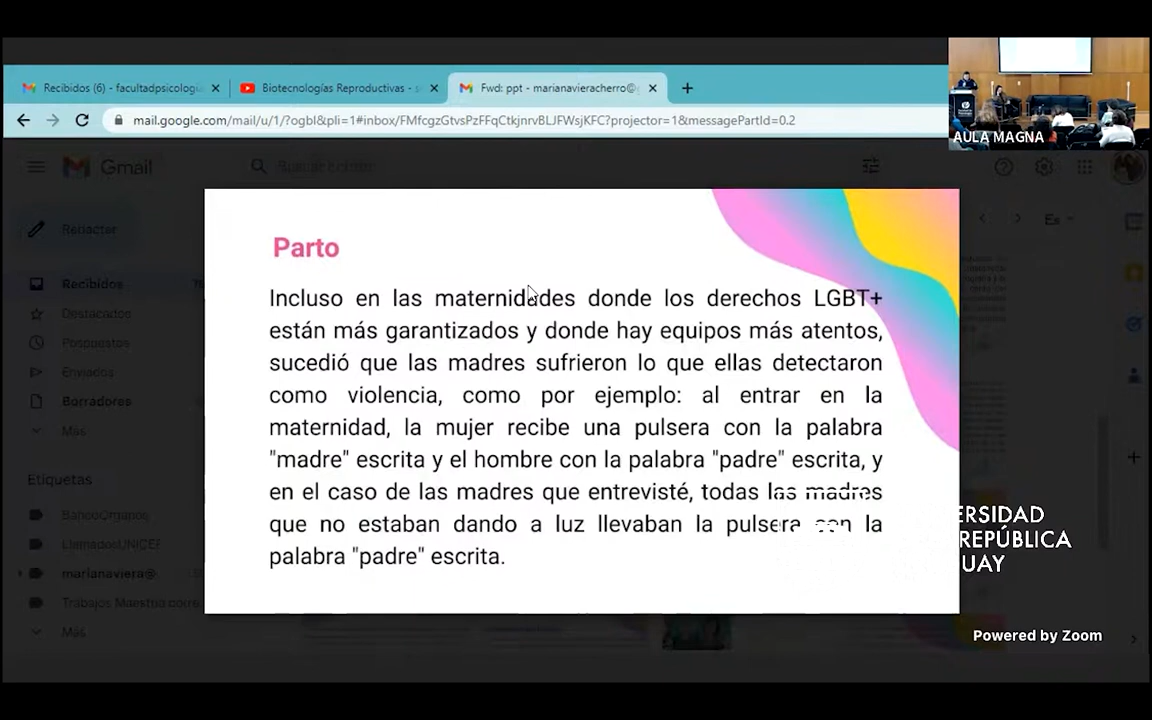 Recibidos (6) - facultadpsicologi
Biotecnologías Reproductivas - s
Fwd: ppt - marianavieracherro@
mail.google.com/mail/u/1/?ogbl&pli=1#inbox/FMfcgzGtvsPzFFqCtkjnrvBLJFWsjKFC?projector=1&messagePartId=0.2
AULA MAGNA
Gmail
Buscar correo
Redactar
Es
Recibidos
Destacados
Pospuestos
Enviados
Borradores
Más
Etiquetas
BancoOrganos
LlamadosUNICEF
marianaviera@
Trabajos Maestria corre
Más
Parto
Incluso en las maternidades donde los derechos LGBT+
están más garantizados y donde hay equipos más atentos,
sucedió que las madres sufrieron lo que ellas detectaron
como violencia, como por ejemplo: al entrar en la
maternidad, la mujer recibe una pulsera con la palabra
"madre" escrita y el hombre con la palabra "padre" escrita, y
en el caso de las madres que entrevisté, todas las madres
que no estaban dando a luz llevaban la pulsera con la
palabra "padre" escrita.
ERSIDAD
REPÚBLICA
UAY
Powered by Zoom